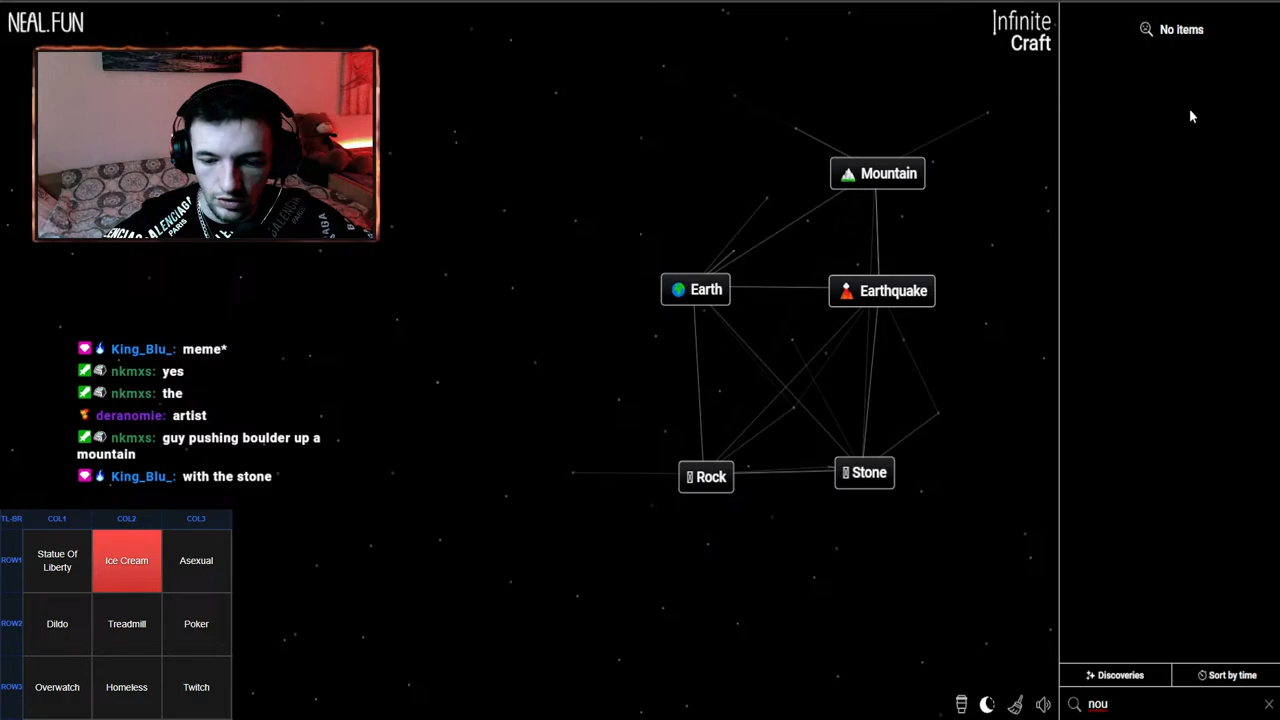 NEAL.FUN
Infinite
Craft
No items
BALENCIAGA
PARIS
Mountain
Earth
Earthquake
Rock
Stone
King_Blu_: meme*
nkmxs: yes
nkmxs: the
deranomie: artist
nkmxs: guy pushing boulder up a
mountain
King_Blu_: with the stone
TL-BR COL1 COL2 COL3
ROW1 Statue Of
Liberty Ice Cream Asexual
ROW2 Dildo Treadmill Poker
ROW3 Overwatch Homeless Twitch
Discoveries Sort by time
nou